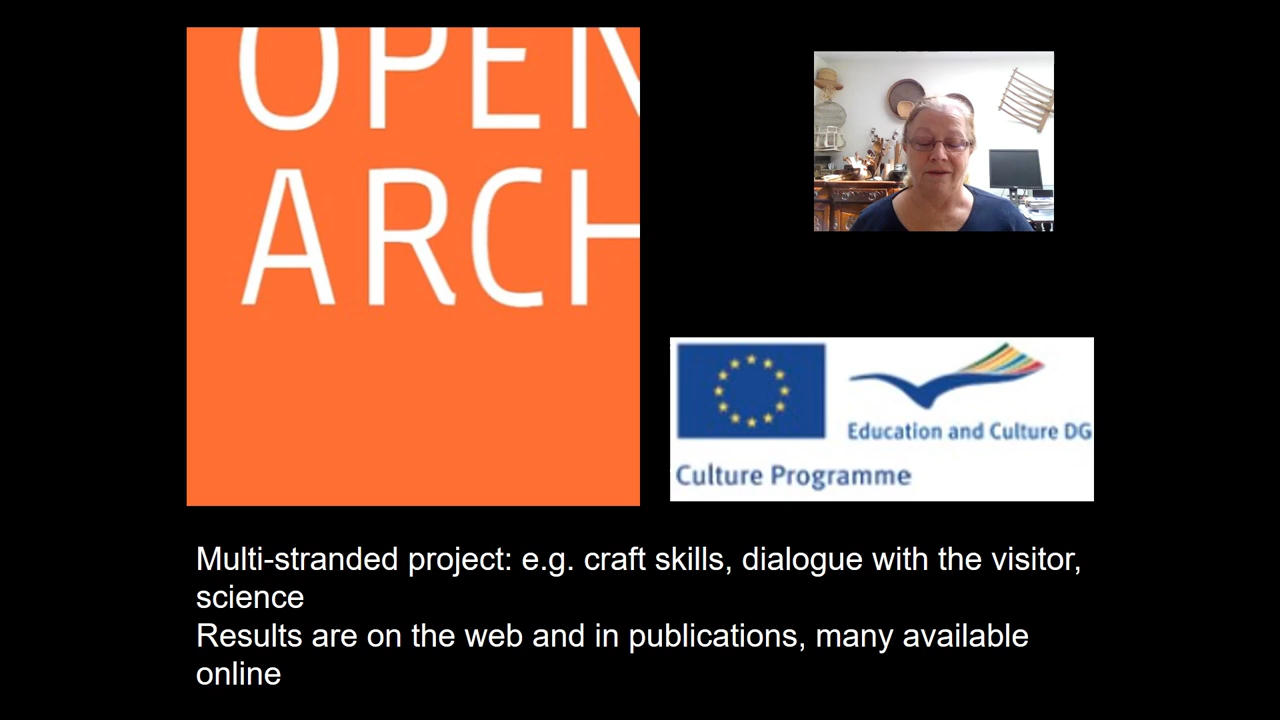 OPEN
ARCH
Education and Culture DG
Culture Programme
Multi-stranded project: e.g. craft skills, dialogue with the visitor,
science
Results are on the web and in publications, many available
online